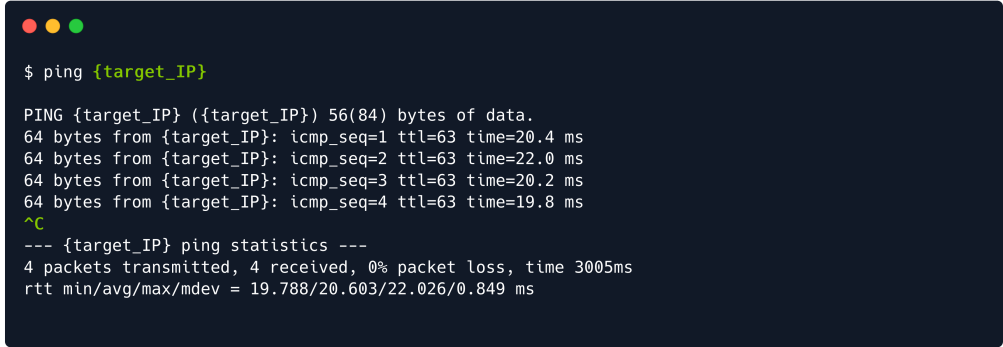 $ ping {target_IP}
PING {target_IP} ({target_IP}) 56(84) bytes of data.
64 bytes from {target_IP}: icmp_seq=1 ttl=63 time=20.4 ms
64 bytes from {target_IP}: icmp_seq=2 ttl=63 time=22.0 ms
64 bytes from {target_IP}: icmp_seq=3 ttl=63 time=20.2 ms
64 bytes from {target_IP}: icmp_seq=4 ttl=63 time=19.8 ms
^C
--- {target_IP} ping statistics ---
4 packets transmitted, 4 received, 0% packet loss, time 3005ms
rtt min/avg/max/mdev = 19.788/20.603/22.026/0.849 ms